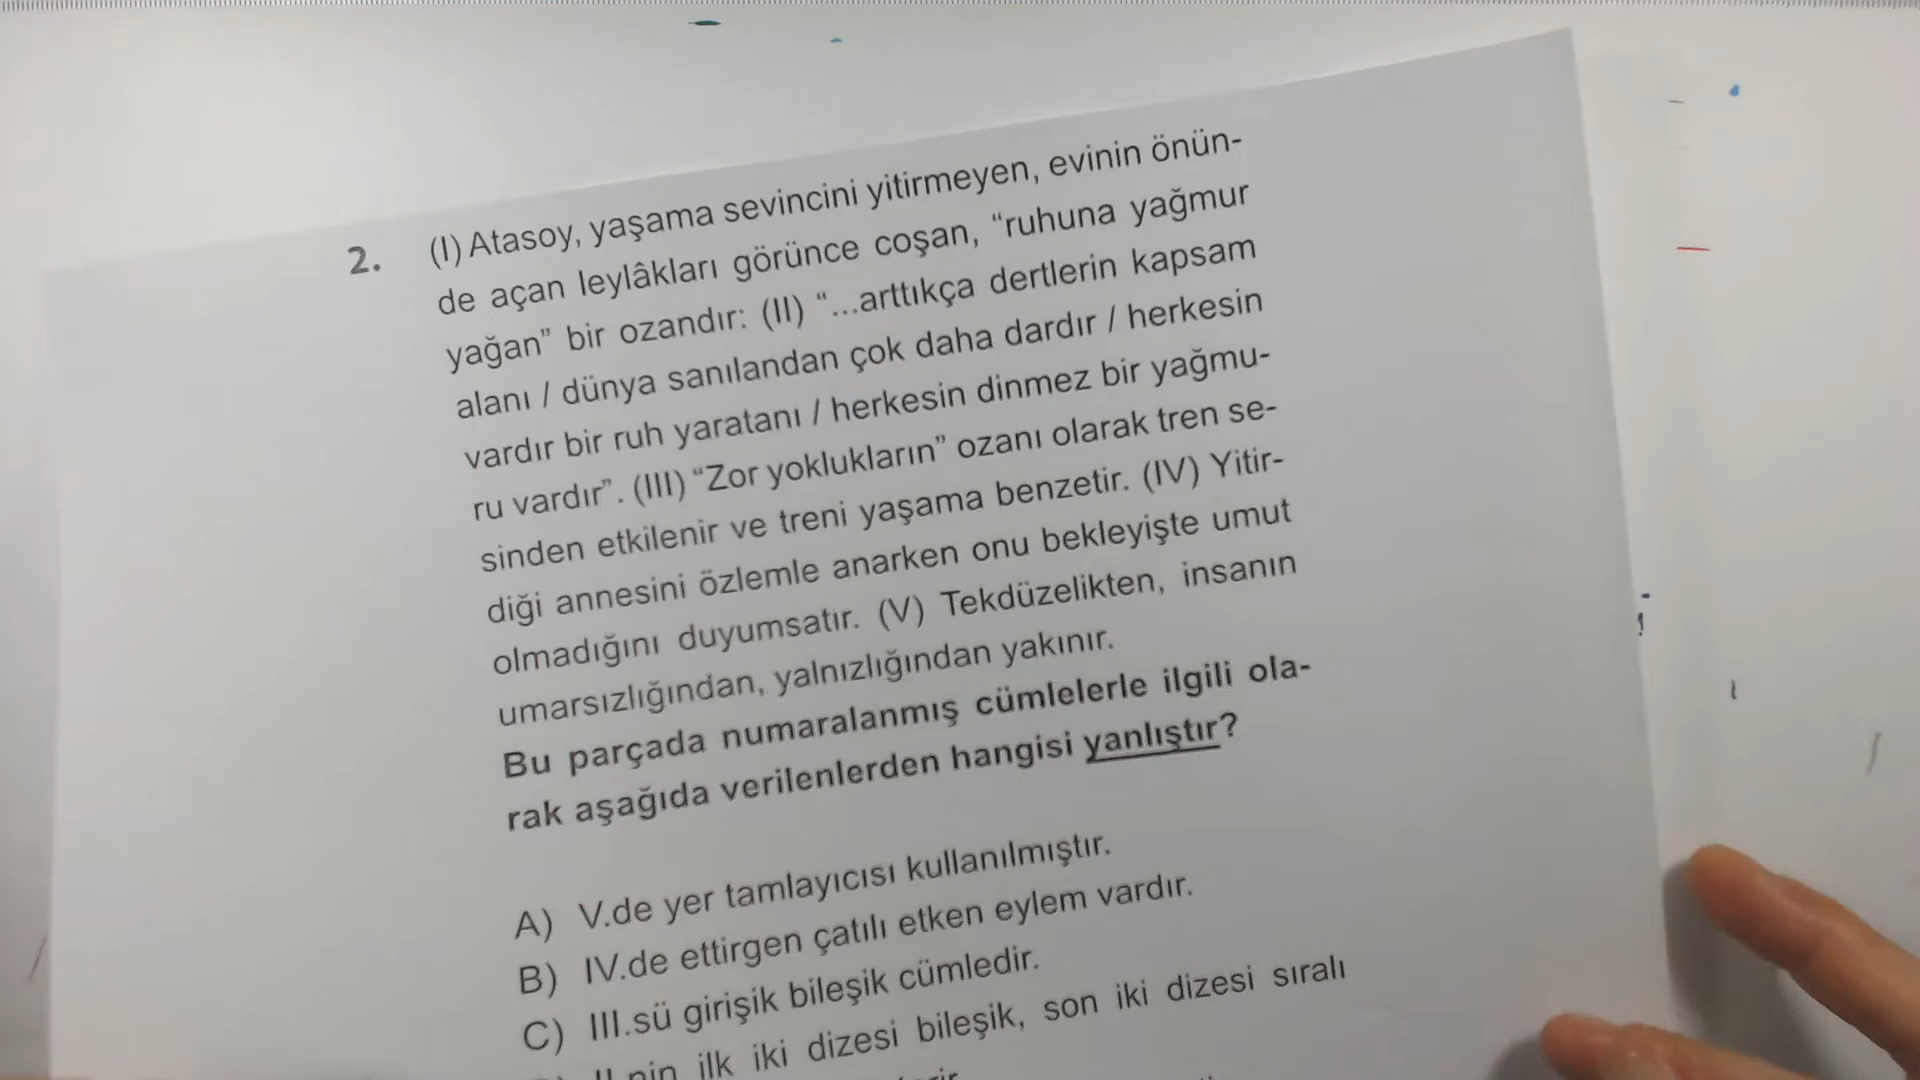 2. (I) Atasoy, yaşama sevincini yitirmeyen, evinin önün-
de açan leylâkları görünce coşan, “ruhuna yağmur
yağan” bir ozandır: (II) “...arttıkça dertlerin kapsam
alanı / dünya sanılandan çok daha dardır / herkesin
vardır bir ruh yaratanı / herkesin dinmez bir yağmu-
ru vardır”. (III) “Zor yoklukların” ozanı olarak tren se-
sinden etkilenir ve treni yaşama benzetir. (IV) Yitir-
diği annesini özlemle anarken onu bekleyişte umut
olmadığını duyumsatır. (V) Tekdüzelikten, insanın
umarsızlığından, yalnızlığından yakınır.
Bu parçada numaralanmış cümlelerle ilgili ola-
rak aşağıda verilenlerden hangisi yanlıştır?
A) V.de yer tamlayıcısı kullanılmıştır.
B) IV.de ettirgen çatılı etken eylem vardır.
C) III.sü girişik bileşik cümledir.
II.nin ilk iki dizesi bileşik, son iki dizesi sıralı